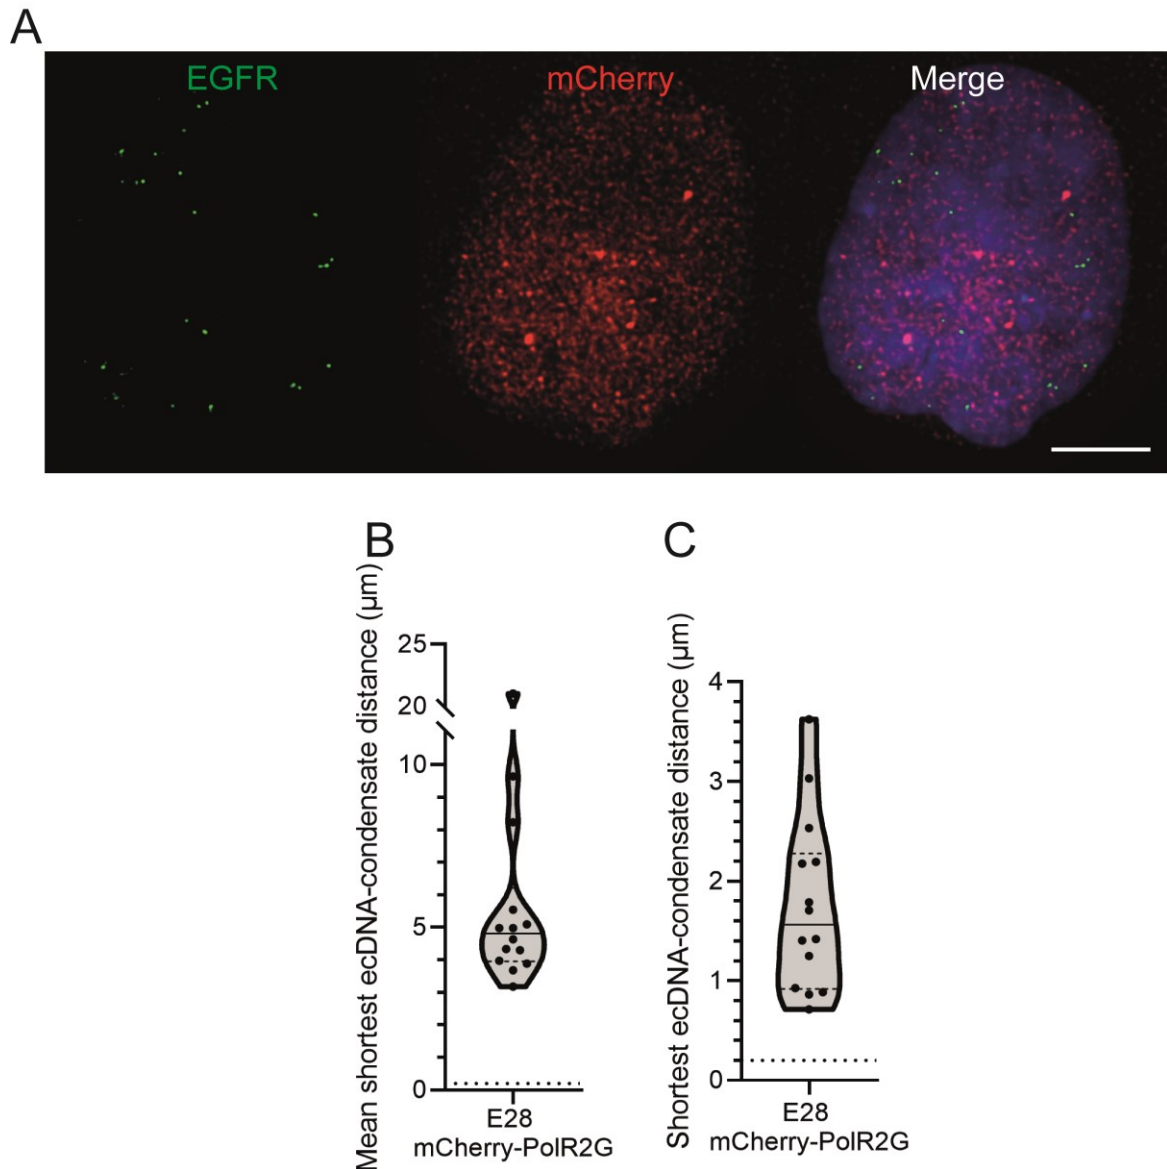 A
EGFR
mCherry
Merge
B
Mean shortest ecDNA-condensate distance (µm)
25
20
10
5
0
E28
mCherry-PolR2G
C
Shortest ecDNA-condensate distance (µm)
4
3
2
1
0
E28
mCherry-PolR2G